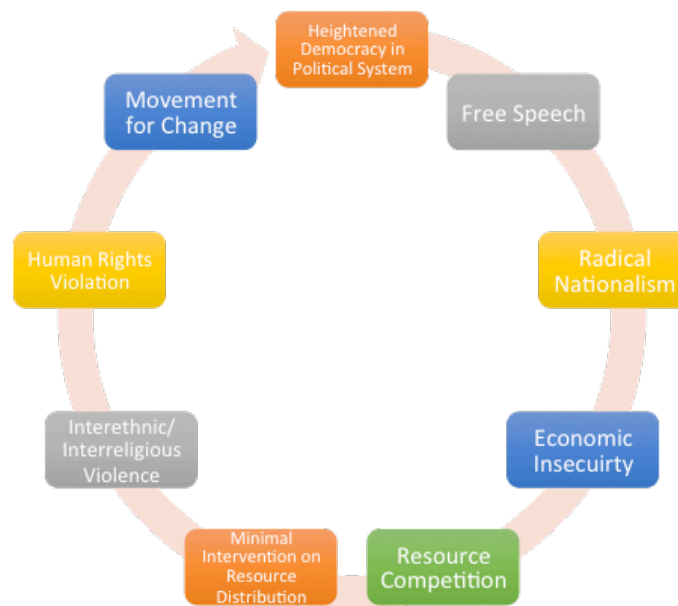 Heightened
Democracy in
Political System
Free Speech
Radical
Nationalism
Economic
Insecuirty
Resource
Competition
Minimal
Intervention on
Resource
Distribution
Interethnic/
Interreligious
Violence
Human Rights
Violation
Movement
for Change